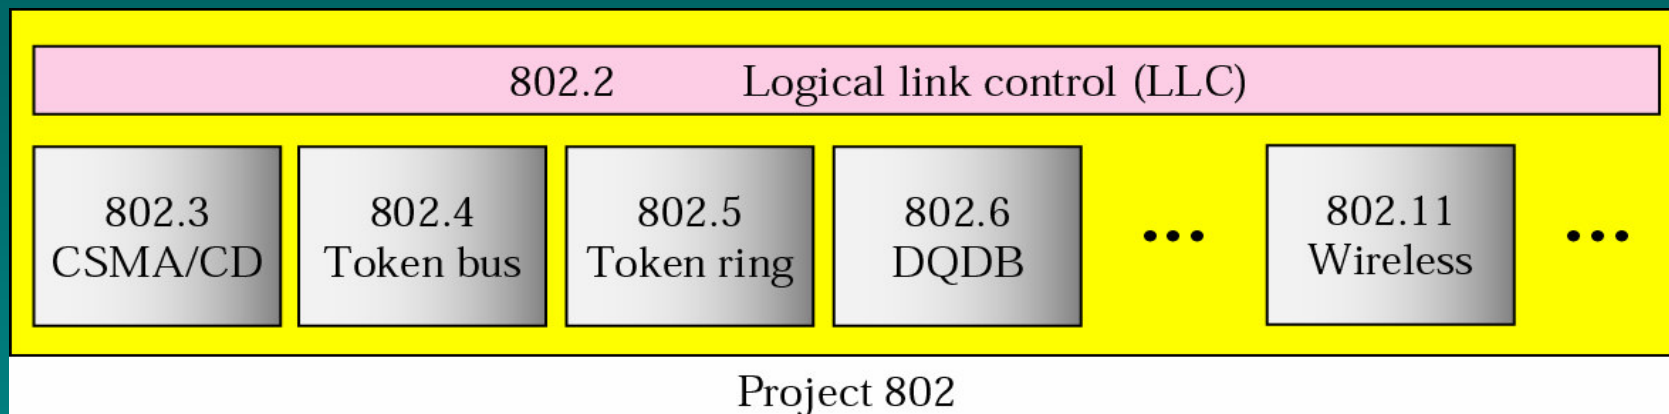 802.2 Logical link control (LLC)
802.3
CSMA/CD
802.4
Token bus
802.5
Token ring
802.6
DQDB
•••
802.11
Wireless
•••
Project 802